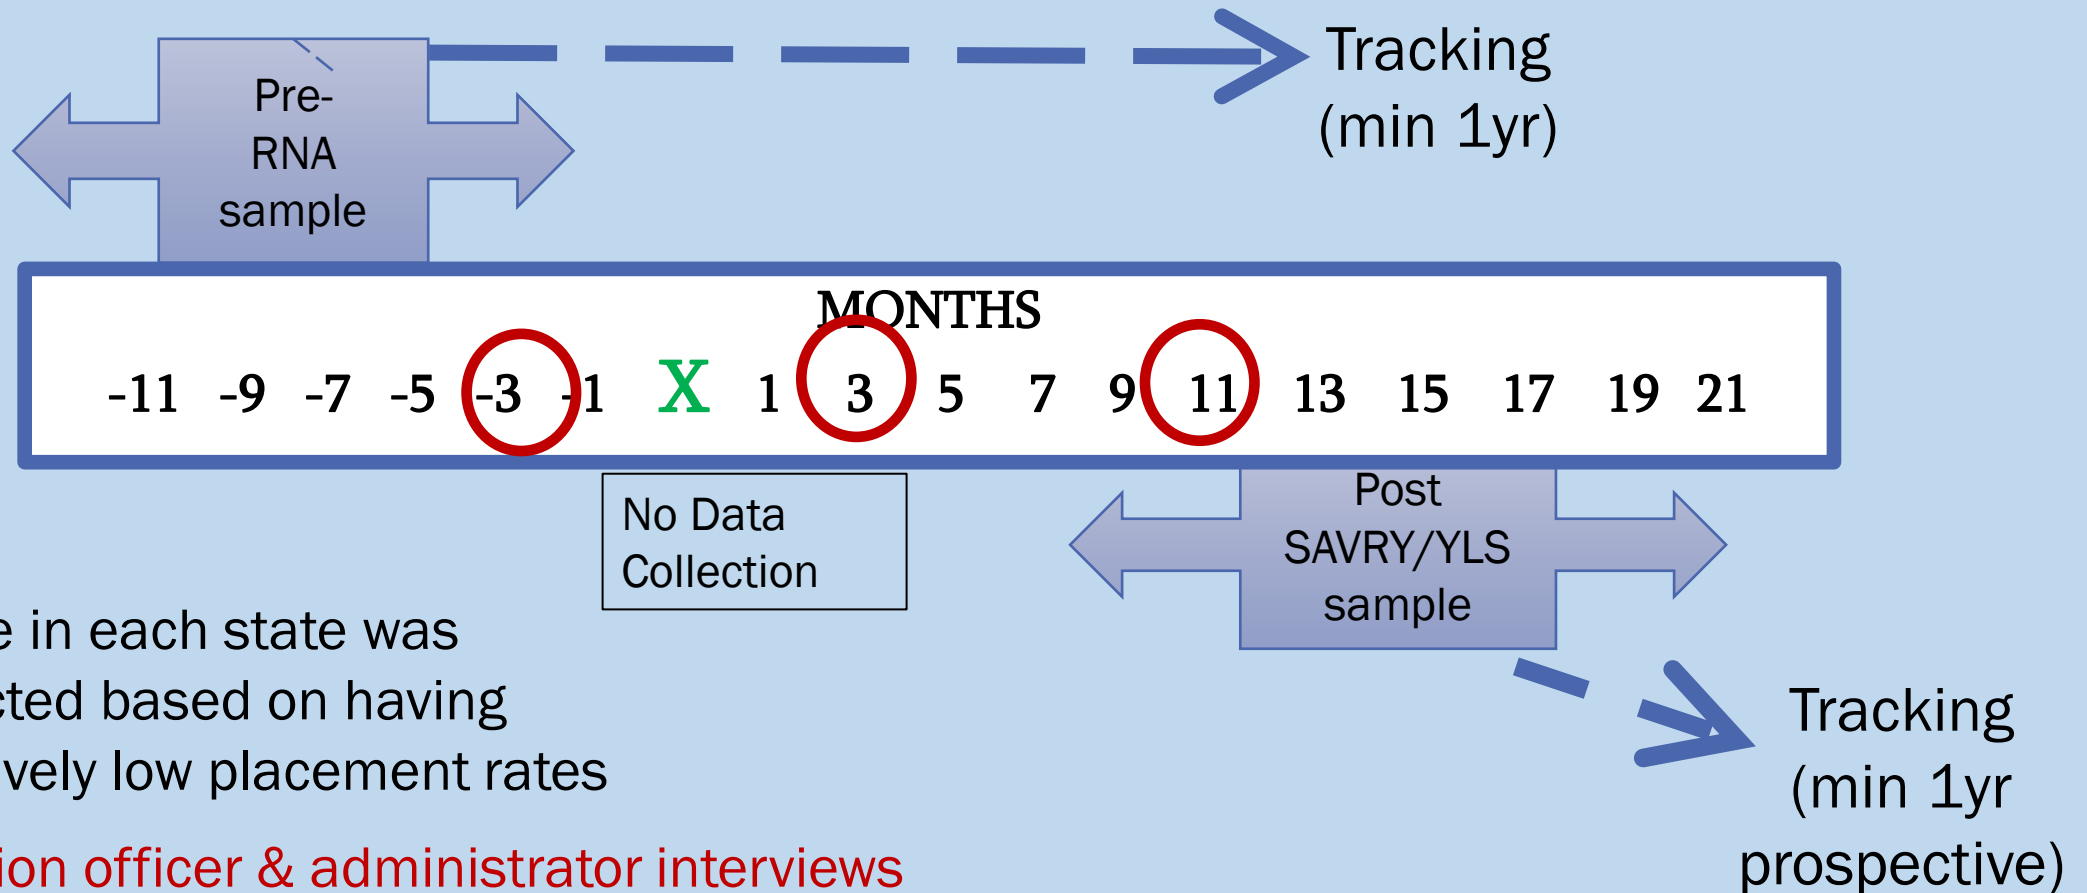 Pre-
RNA
sample
Tracking
(min 1yr)
MONTHS
-11 -9 -7 -5 -3 -1 X 1 3 5 7 9 11 13 15 17 19 21
No Data
Collection
Post
SAVRY/YLS
sample
e in each state was
cted based on having
vely low placement rates
ion officer & administrator interviews
Tracking
(min 1yr
prospective)